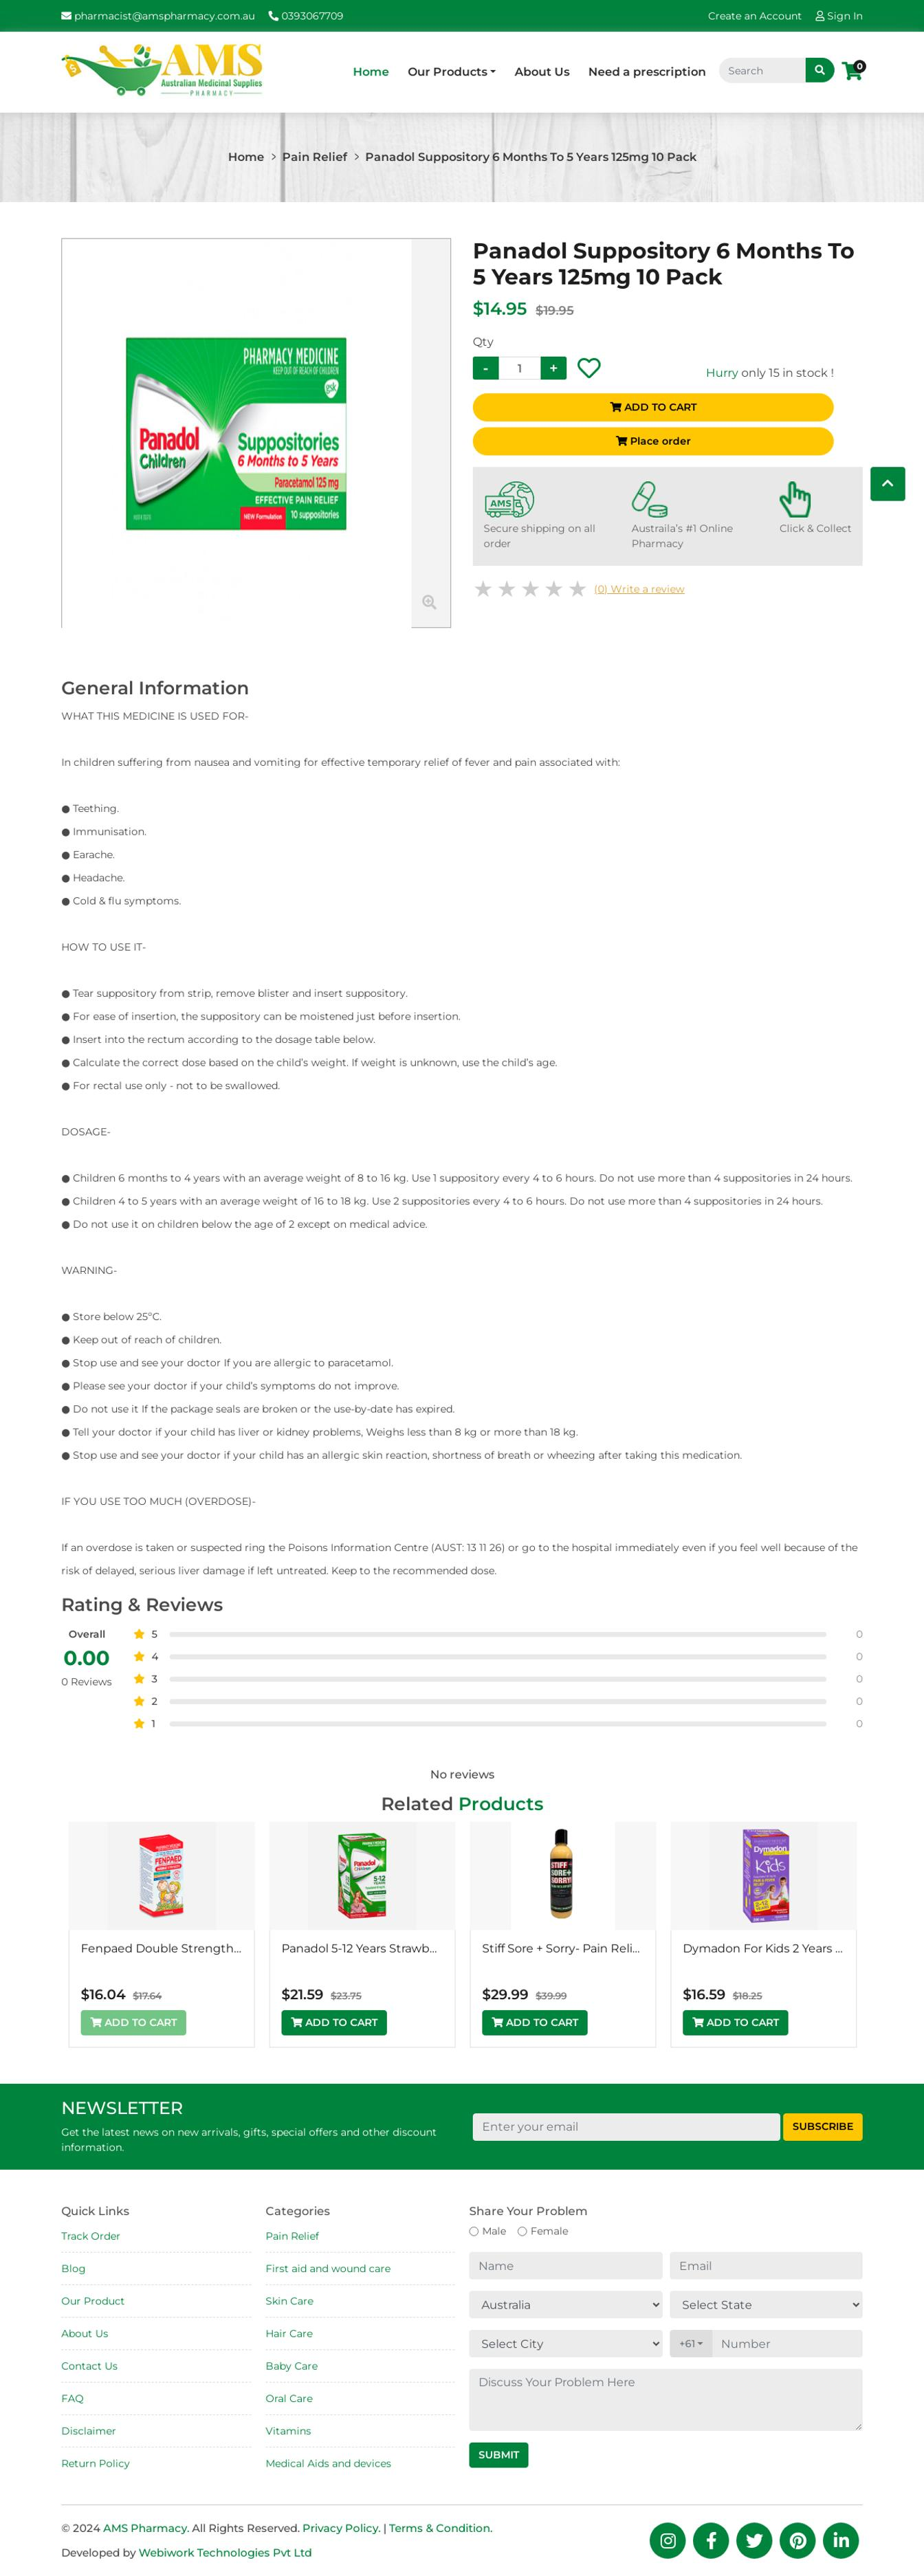 pharmacist@amspharmacy.com.au 0393067709 Create an Account Sign In
AMS
Australian Medicinal Supplies
PHARMACY
Home Our Products About Us Need a prescription Search 0
Home > Pain Relief > Panadol Suppository 6 Months To 5 Years 125mg 10 Pack
PHARMACY MEDICINE
KEEP OUT OF REACH OF CHILDREN
gsk
Panadol
Children
Suppositories
6 Months to 5 Years
Paracetamol 125 mg
EFFECTIVE PAIN RELIEF
NEW Formulation 10 suppositories
Panadol Suppository 6 Months To
5 Years 125mg 10 Pack
$14.95 $19.95
Qty
- 1 +
Hurry only 15 in stock !
ADD TO CART
Place order
AMS
Secure shipping on all
order
Austraila's #1 Online
Pharmacy
Click & Collect
(0) Write a review
General Information
WHAT THIS MEDICINE IS USED FOR-
In children suffering from nausea and vomiting for effective temporary relief of fever and pain associated with:
● Teething.
● Immunisation.
● Earache.
● Headache.
● Cold & flu symptoms.
HOW TO USE IT-
● Tear suppository from strip, remove blister and insert suppository.
● For ease of insertion, the suppository can be moistened just before insertion.
● Insert into the rectum according to the dosage table below.
● Calculate the correct dose based on the child's weight. If weight is unknown, use the child's age.
● For rectal use only - not to be swallowed.
DOSAGE-
● Children 6 months to 4 years with an average weight of 8 to 16 kg. Use 1 suppository every 4 to 6 hours. Do not use more than 4 suppositories in 24 hours.
● Children 4 to 5 years with an average weight of 16 to 18 kg. Use 2 suppositories every 4 to 6 hours. Do not use more than 4 suppositories in 24 hours.
● Do not use it on children below the age of 2 except on medical advice.
WARNING-
● Store below 25ºC.
● Keep out of reach of children.
● Stop use and see your doctor If you are allergic to paracetamol.
● Please see your doctor if your child's symptoms do not improve.
● Do not use it If the package seals are broken or the use-by-date has expired.
● Tell your doctor if your child has liver or kidney problems, Weighs less than 8 kg or more than 18 kg.
● Stop use and see your doctor if your child has an allergic skin reaction, shortness of breath or wheezing after taking this medication.
IF YOU USE TOO MUCH (OVERDOSE)-
If an overdose is taken or suspected ring the Poisons Information Centre (AUST: 13 11 26) or go to the hospital immediately even if you feel well because of the
risk of delayed, serious liver damage if left untreated. Keep to the recommended dose.
Rating & Reviews
Overall
0.00
0 Reviews
5 0
4 0
3 0
2 0
1 0
No reviews
Related Products
FENPAED
Panadol
5-12
STIFF
SORE+
SORRY!
Dymadon
Kids
Fenpaed Double Strength...
$16.04 $17.64
ADD TO CART
Panadol 5-12 Years Strawb...
$21.59 $23.75
ADD TO CART
Stiff Sore + Sorry- Pain Reli...
$29.99 $39.99
ADD TO CART
Dymadon For Kids 2 Years ...
$16.59 $18.25
ADD TO CART
NEWSLETTER
Get the latest news on new arrivals, gifts, special offers and other discount
information.
Enter your email SUBSCRIBE
Quick Links
Track Order
Blog
Our Product
About Us
Contact Us
FAQ
Disclaimer
Return Policy
Categories
Pain Relief
First aid and wound care
Skin Care
Hair Care
Baby Care
Oral Care
Vitamins
Medical Aids and devices
Share Your Problem
Male Female
Name Email
Australia Select State
Select City +61 Number
Discuss Your Problem Here
SUBMIT
© 2024 AMS Pharmacy. All Rights Reserved. Privacy Policy. | Terms & Condition.
Developed by Webiwork Technologies Pvt Ltd